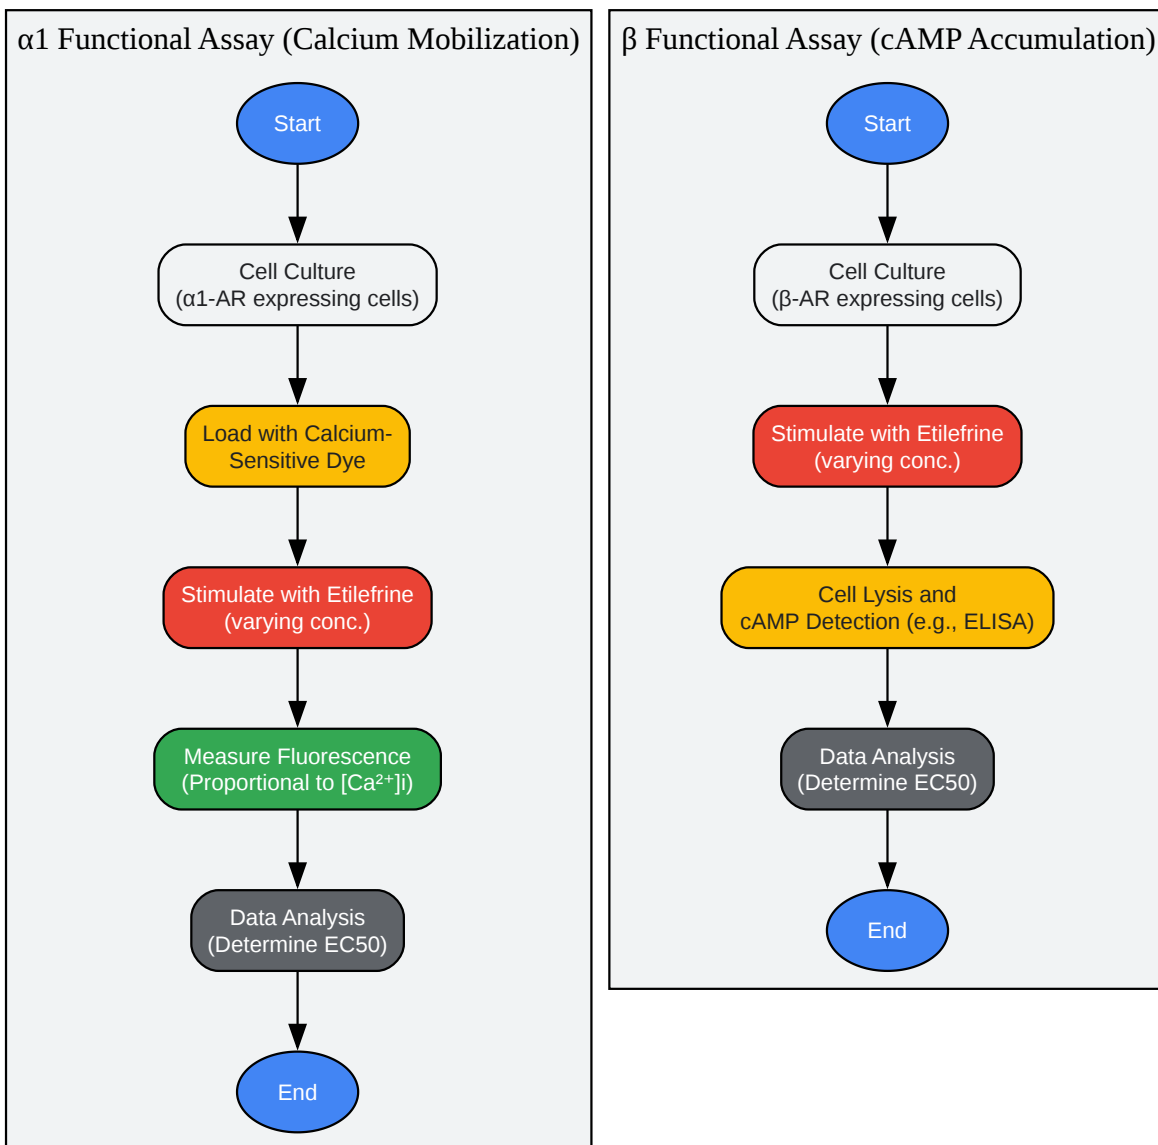 α1 Functional Assay (Calcium Mobilization)
Start
Cell Culture
(α1-AR expressing cells)
Load with Calcium-
Sensitive Dye
Stimulate with Etilefrine
(varying conc.)
Measure Fluorescence
(Proportional to [Ca²⁺]i)
Data Analysis
(Determine EC50)
End
β Functional Assay (cAMP Accumulation)
Start
Cell Culture
(β-AR expressing cells)
Stimulate with Etilefrine
(varying conc.)
Cell Lysis and
cAMP Detection (e.g., ELISA)
Data Analysis
(Determine EC50)
End